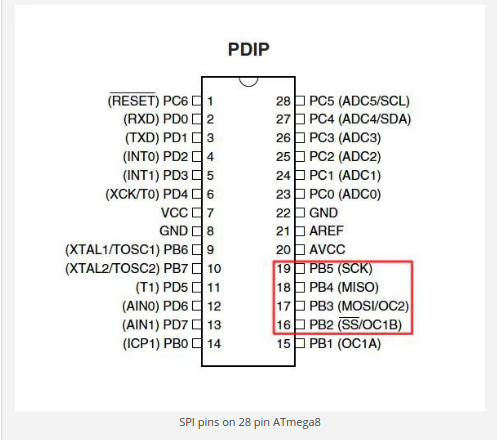 PDIP
(RESET) PC6 1 28 PC5 (ADC5/SCL)
(RXD) PD0 2 27 PC4 (ADC4/SDA)
(TXD) PD1 3 26 PC3 (ADC3)
(INT0) PD2 4 25 PC2 (ADC2)
(INT1) PD3 5 24 PC1 (ADC1)
(XCK/T0) PD4 6 23 PC0 (ADC0)
VCC 7 22 GND
GND 8 21 AREF
(XTAL1/TOSC1) PB6 9 20 AVCC
(XTAL2/TOSC2) PB7 10 19 PB5 (SCK)
(T1) PD5 11 18 PB4 (MISO)
(AIN0) PD6 12 17 PB3 (MOSI/OC2)
(AIN1) PD7 13 16 PB2 (SS/OC1B)
(ICP1) PB0 14 15 PB1 (OC1A)
SPI pins on 28 pin ATmega8